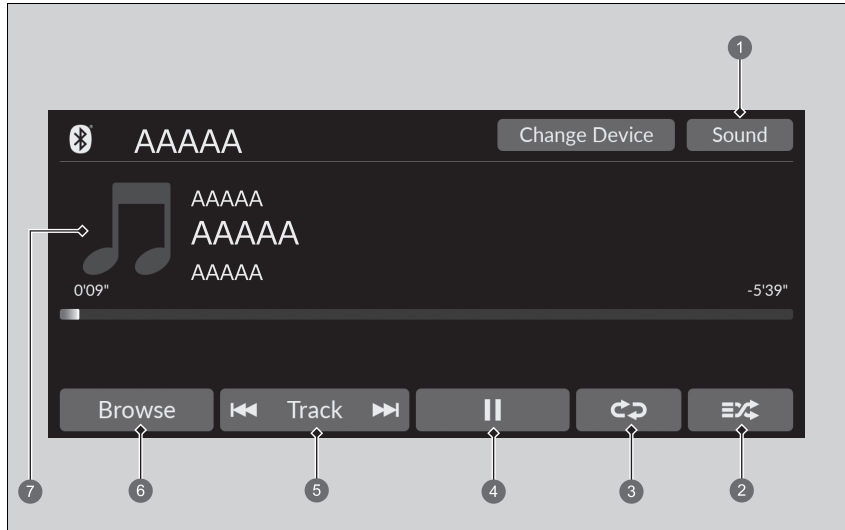 1
AAAAA Change Device Sound
AAAAA
AAAAA
AAAAA
0'09" -5'39"
Browse Track
7 6 5 4 3 2